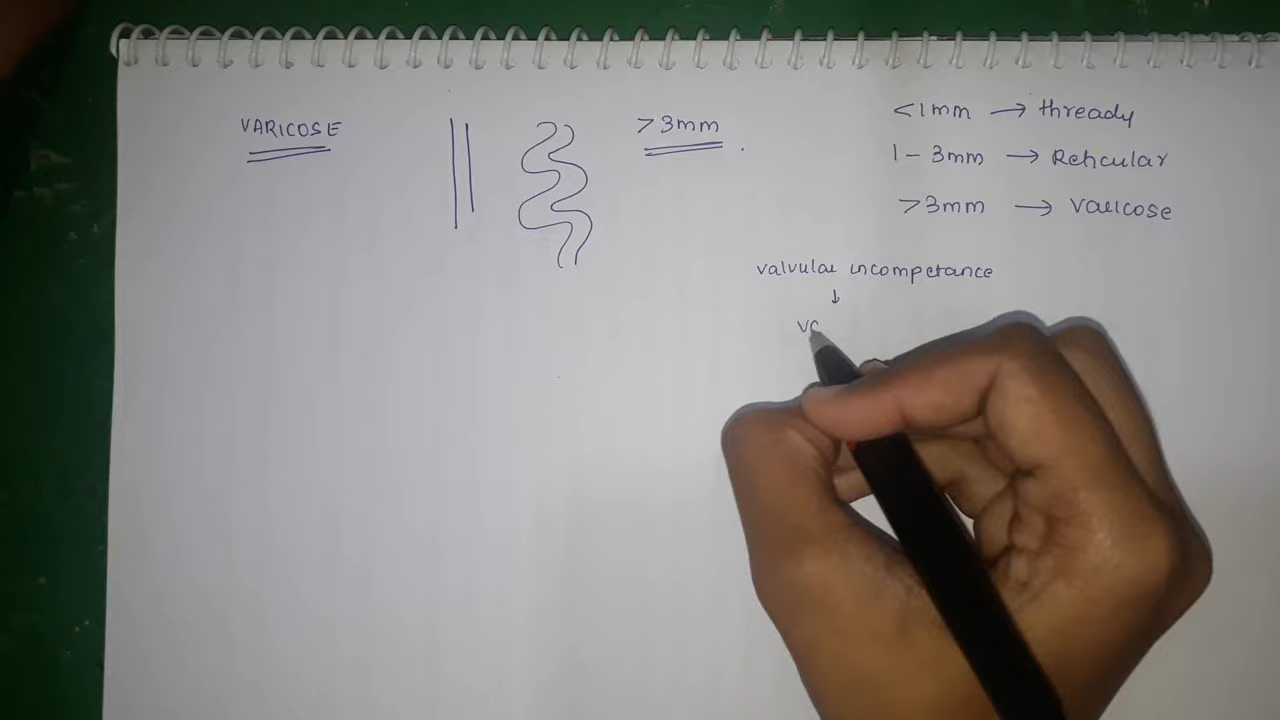 VARICOSE
>3mm
<1mm → thready
1-3mm → Reticular
>3mm → Varicose
valvular incompetance
↓